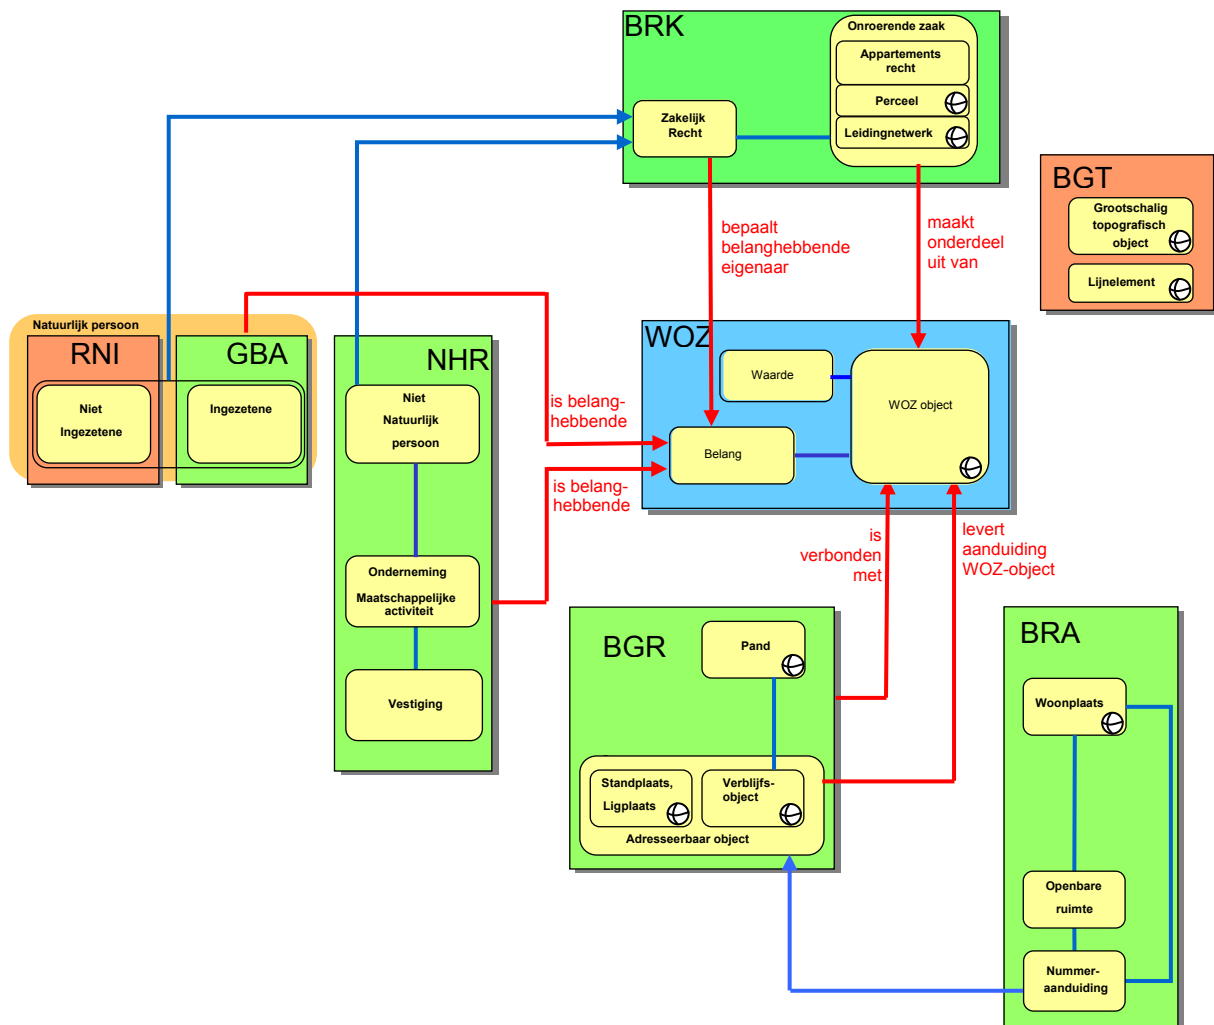 BRK
Onroerende zaak
Appartements
recht
Perceel
Leidingnetwerk
Zakelijk
Recht
BGT
Grootschalig
topografisch
object
Lijnelement
bepaalt
belanghebbende
eigenaar
maakt
onderdeel
uit van
Natuurlijk persoon
RNI
GBA
Niet
Ingezetene
Ingezetene
NHR
Niet
Natuurlijk
persoon
Onderneming
Maatschappelijke
activiteit
Vestiging
is belang-
hebbende
is belang-
hebbende
WOZ
Waarde
WOZ object
Belang
is
verbonden
met
levert
aanduiding
WOZ-object
BGR
Pand
Standplaats,
Ligplaats
Verblijfs-
object
Adresseerbaar object
BRA
Woonplaats
Openbare
ruimte
Nummer-
aanduiding